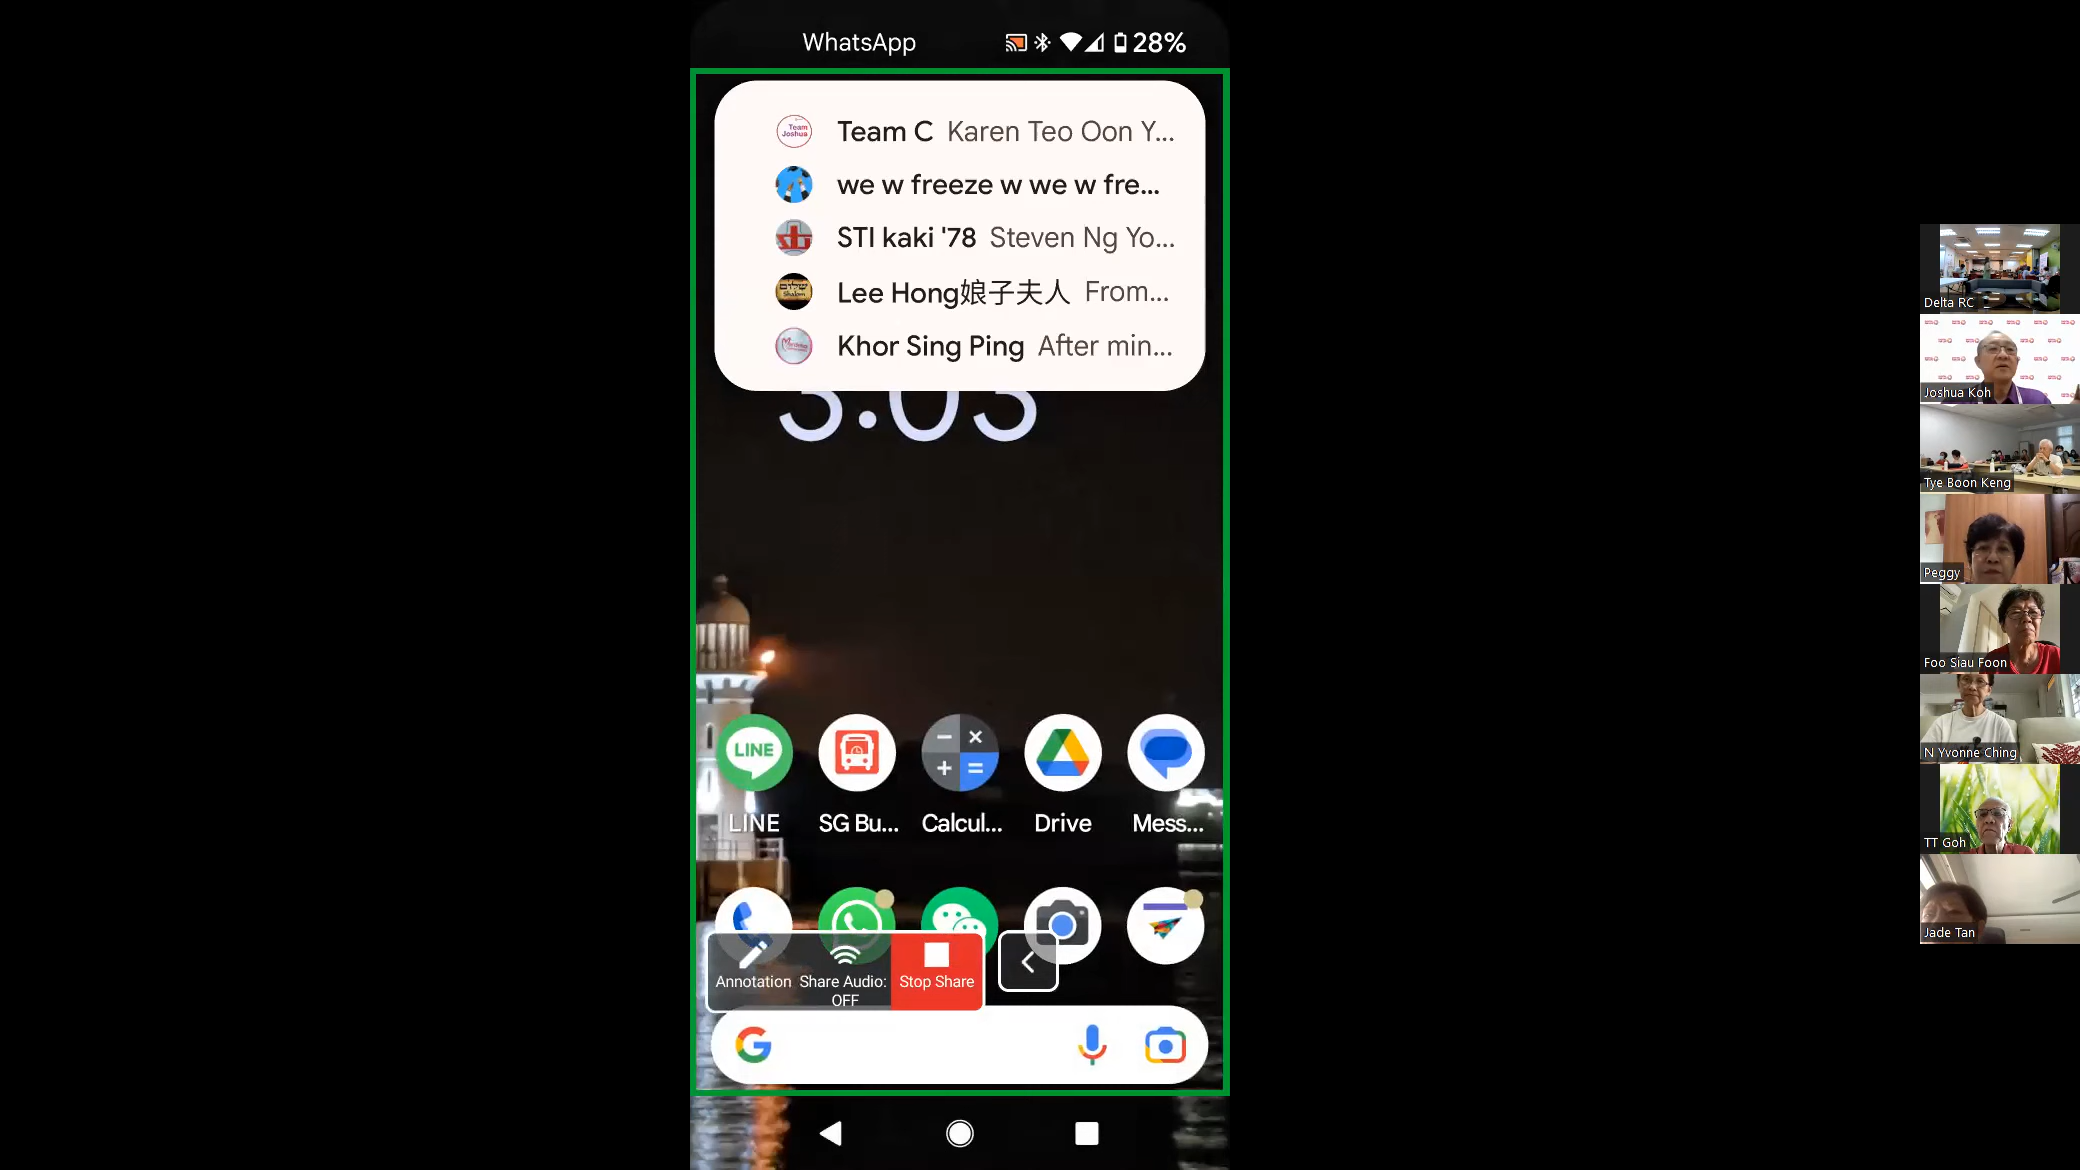 WhatsApp
28%
Team C Karen Teo Oon Y...
we w freeze w we w fre...
STI kaki '78 Steven Ng Yo...
Lee Hong娘子夫人 From...
Khor Sing Ping After min...
3:03
LINE
LINE SG Bu... Calcul... Drive Mess...
Annotation Share Audio: OFF Stop Share
Delta RC
Joshua Koh
Tye Boon Keng
Peggy
Foo Siau Foon
N Yvonne Ching
TT Goh
Jade Tan